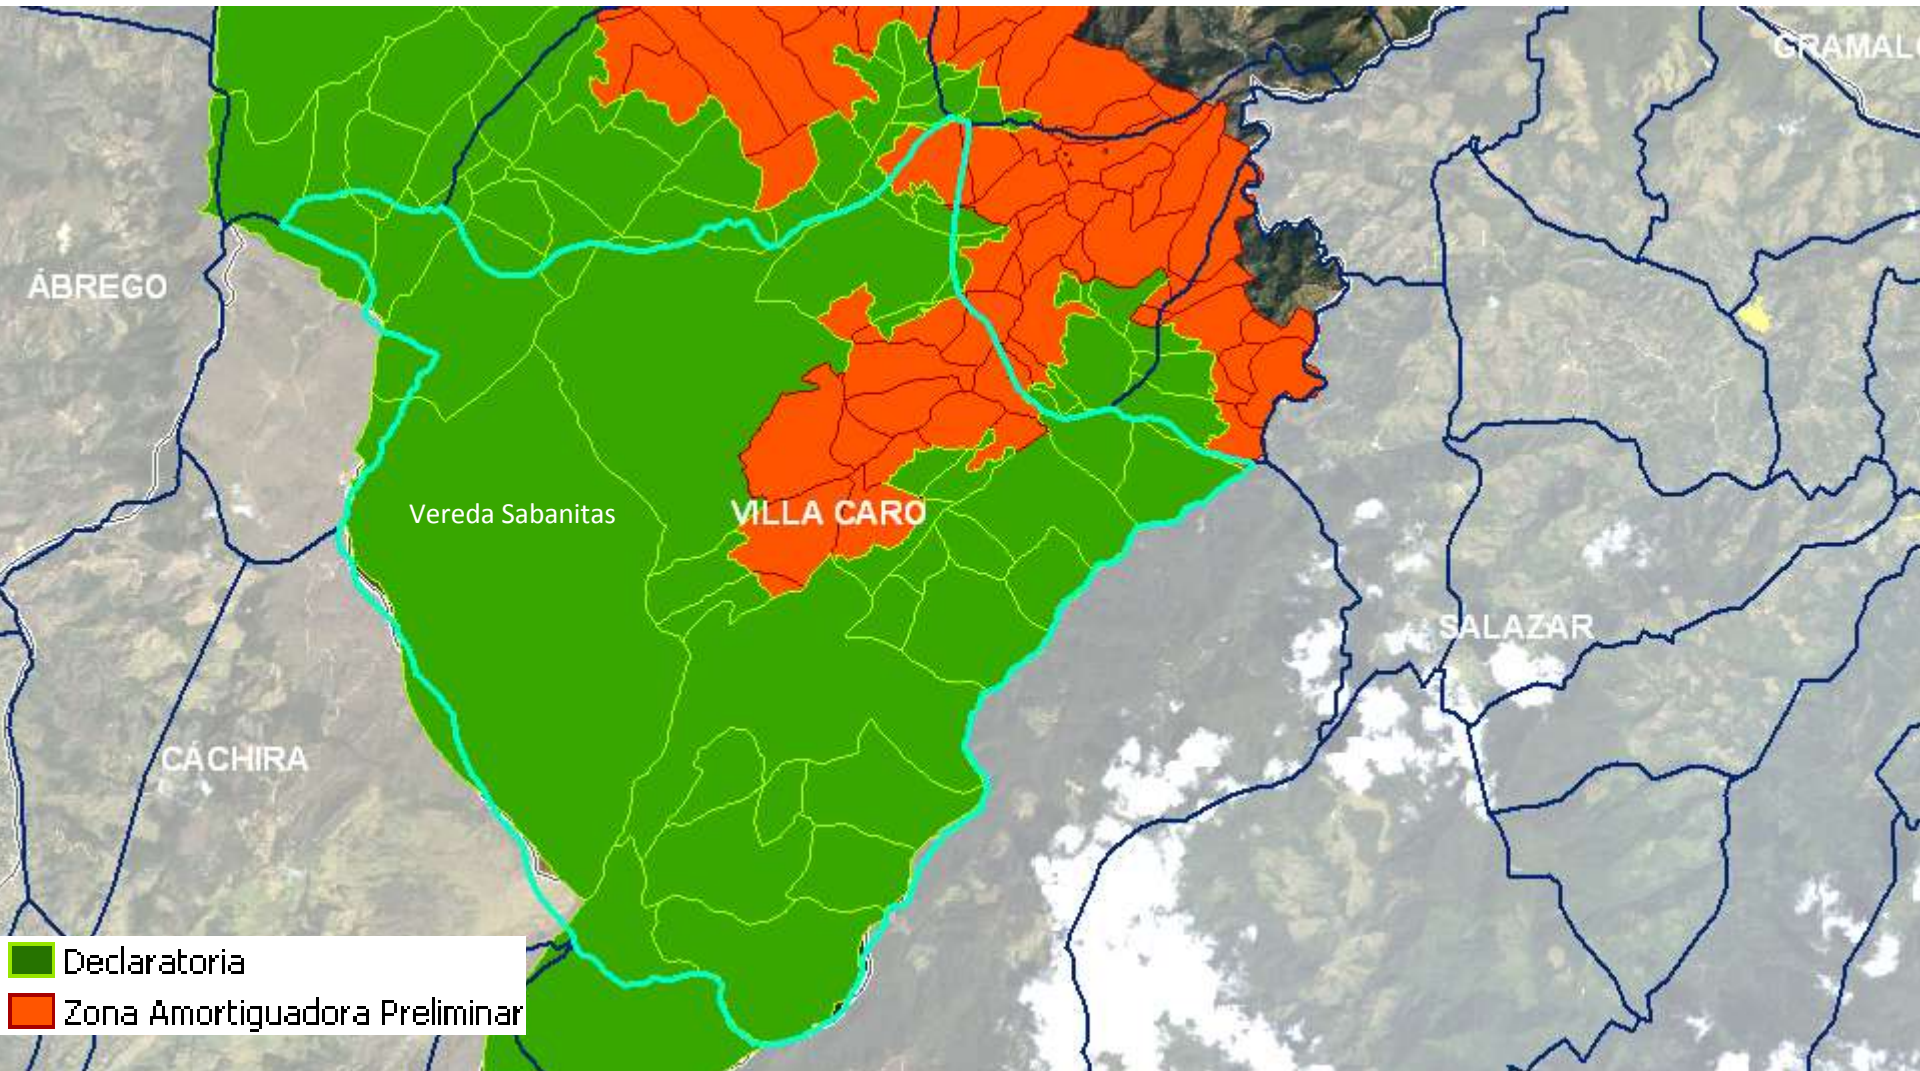 GRAMAL
ÁBREGO
Vereda Sabanitas
VILLA CARO
SALAZAR
CÁCHIRA
Declaratoria
Zona Amortiguadora Preliminar